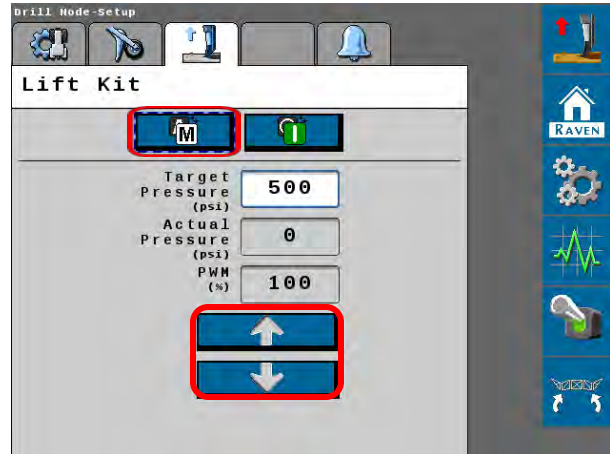 Drill Node-Setup
Lift Kit
M
I
Target
Pressure
(psi)
500
Actual
Pressure
(psi)
0
PWM
(%)
100
RAVEN